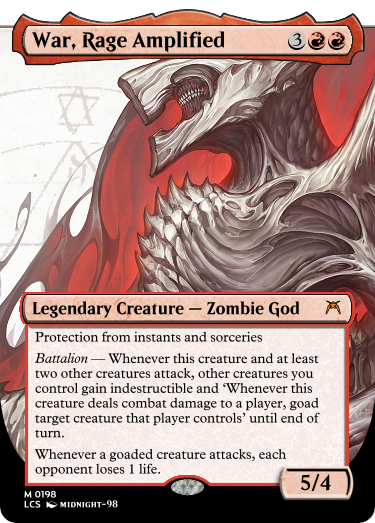 War, Rage Amplified
3
Legendary Creature — Zombie God
Protection from instants and sorceries
Battalion — Whenever this creature and at least
two other creatures attack, other creatures you
control gain indestructible and ‘Whenever this
creature deals combat damage to a player, goad
target creature that player controls’ until end of
turn.
Whenever a goaded creature attacks, each
opponent loses 1 life.
5/4
M 0198
LCS MIDNIGHT-98